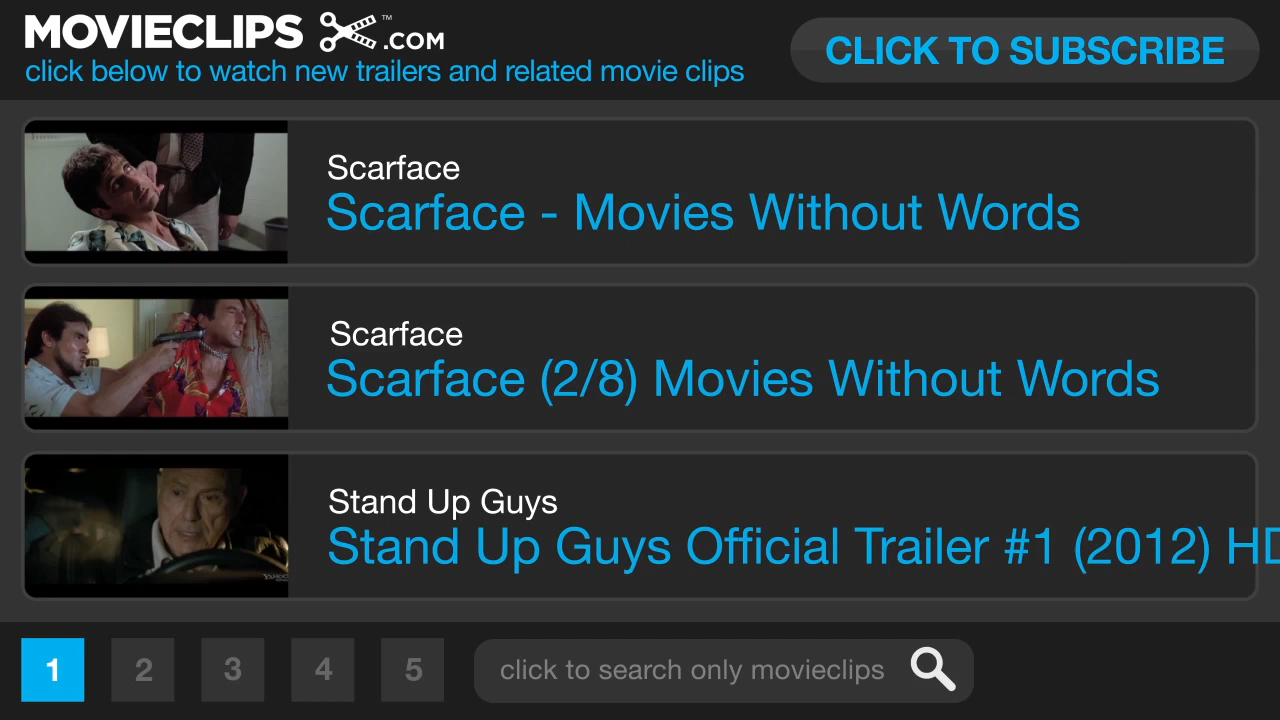 MOVIECLIPS .COM™
click below to watch new trailers and related movie clips
CLICK TO SUBSCRIBE
Scarface
Scarface - Movies Without Words
Scarface
Scarface (2/8) Movies Without Words
Stand Up Guys
Stand Up Guys Official Trailer #1 (2012) HD
1 2 3 4 5
click to search only movieclips